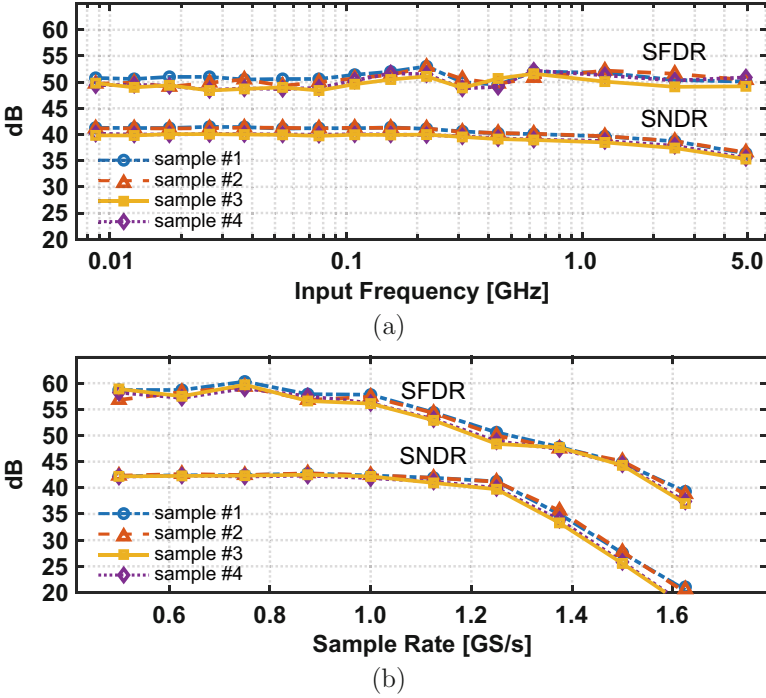 60
55
50
45
40
35
30
25
20
dB
SFDR
SNDR
sample #1
sample #2
sample #3
sample #4
0.01
0.1
1.0
5.0
Input Frequency [GHz]
(a)
60
55
50
45
40
35
30
25
20
dB
SFDR
SNDR
sample #1
sample #2
sample #3
sample #4
0.6
0.8
1.0
1.2
1.4
1.6
Sample Rate [GS/s]
(b)